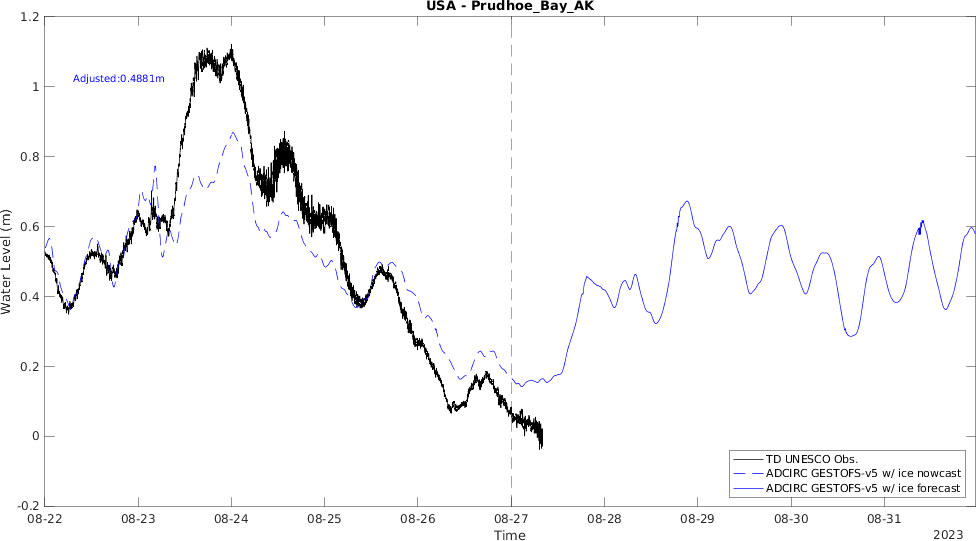 USA - Prudhoe_Bay_AK
1.2
1
0.8
0.6
0.4
0.2
0
-0.2
Water Level (m)
Adjusted:0.4881m
TD UNESCO Obs.
ADCIRC GESTOFS-v5 w/ ice nowcast
ADCIRC GESTOFS-v5 w/ ice forecast
08-22 08-23 08-24 08-25 08-26 08-27 08-28 08-29 08-30 08-31
Time
2023